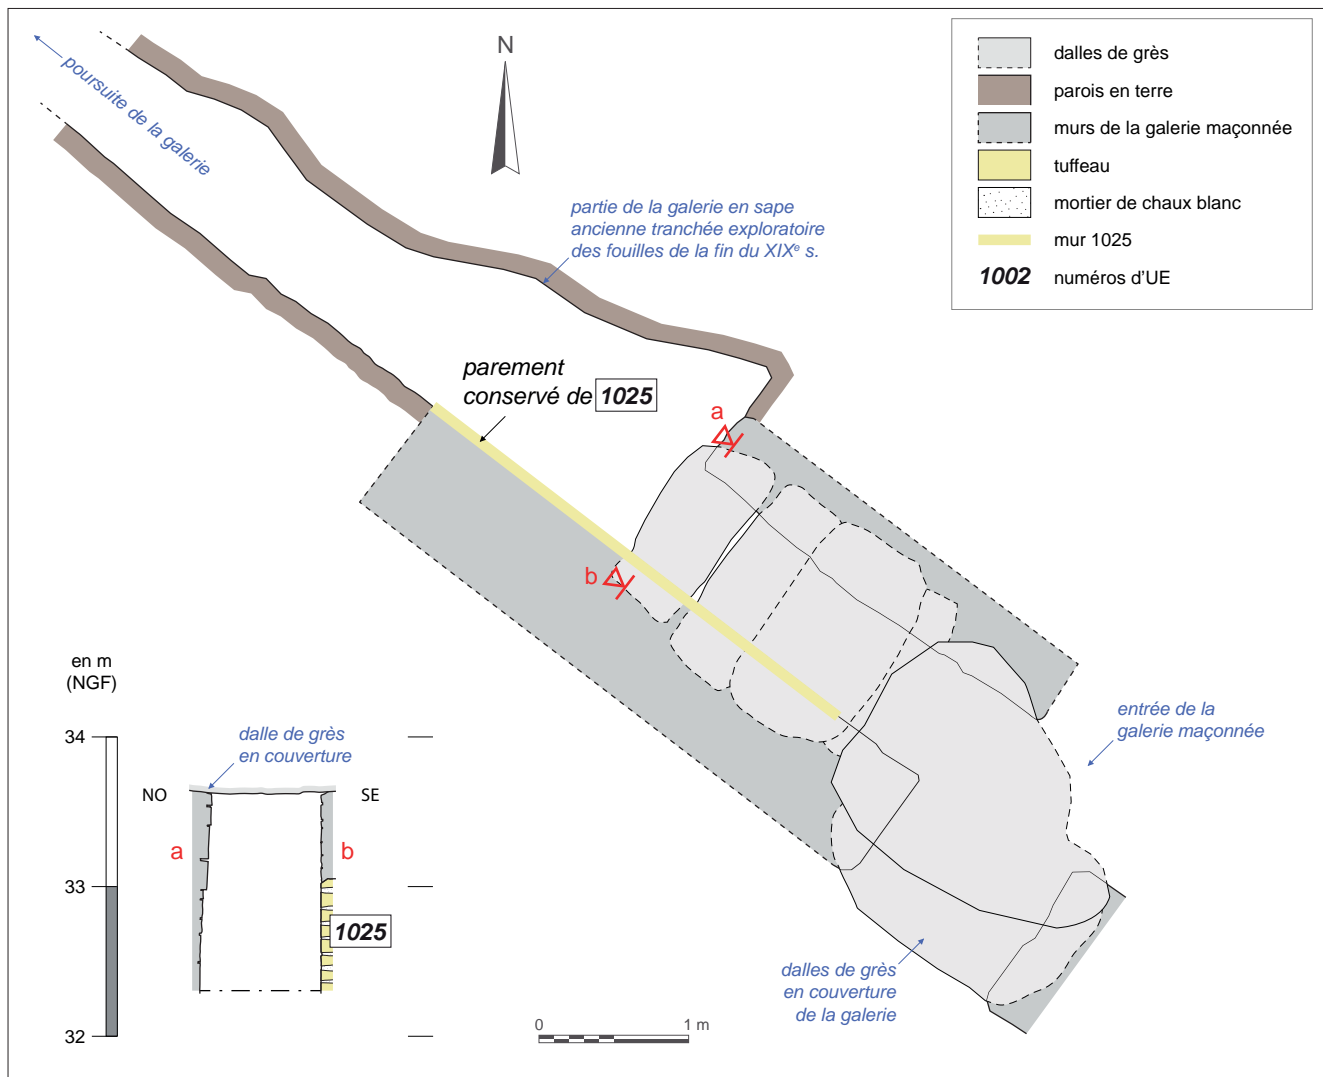 poursuite de la galerie
N
partie de la galerie en sape
ancienne tranchée exploratoire
des fouilles de la fin du XIXe s.
dalles de grès
parois en terre
murs de la galerie maçonnée
tuffeau
mortier de chaux blanc
mur 1025
1002 numéros d'UE
parement
conservé de 1025
a
b
entrée de la
galerie maçonnée
en m
(NGF)
34
33
32
dalle de grès
en couverture
NO
SE
a
b
1025
dalles de grès
en couverture
de la galerie
0
1 m